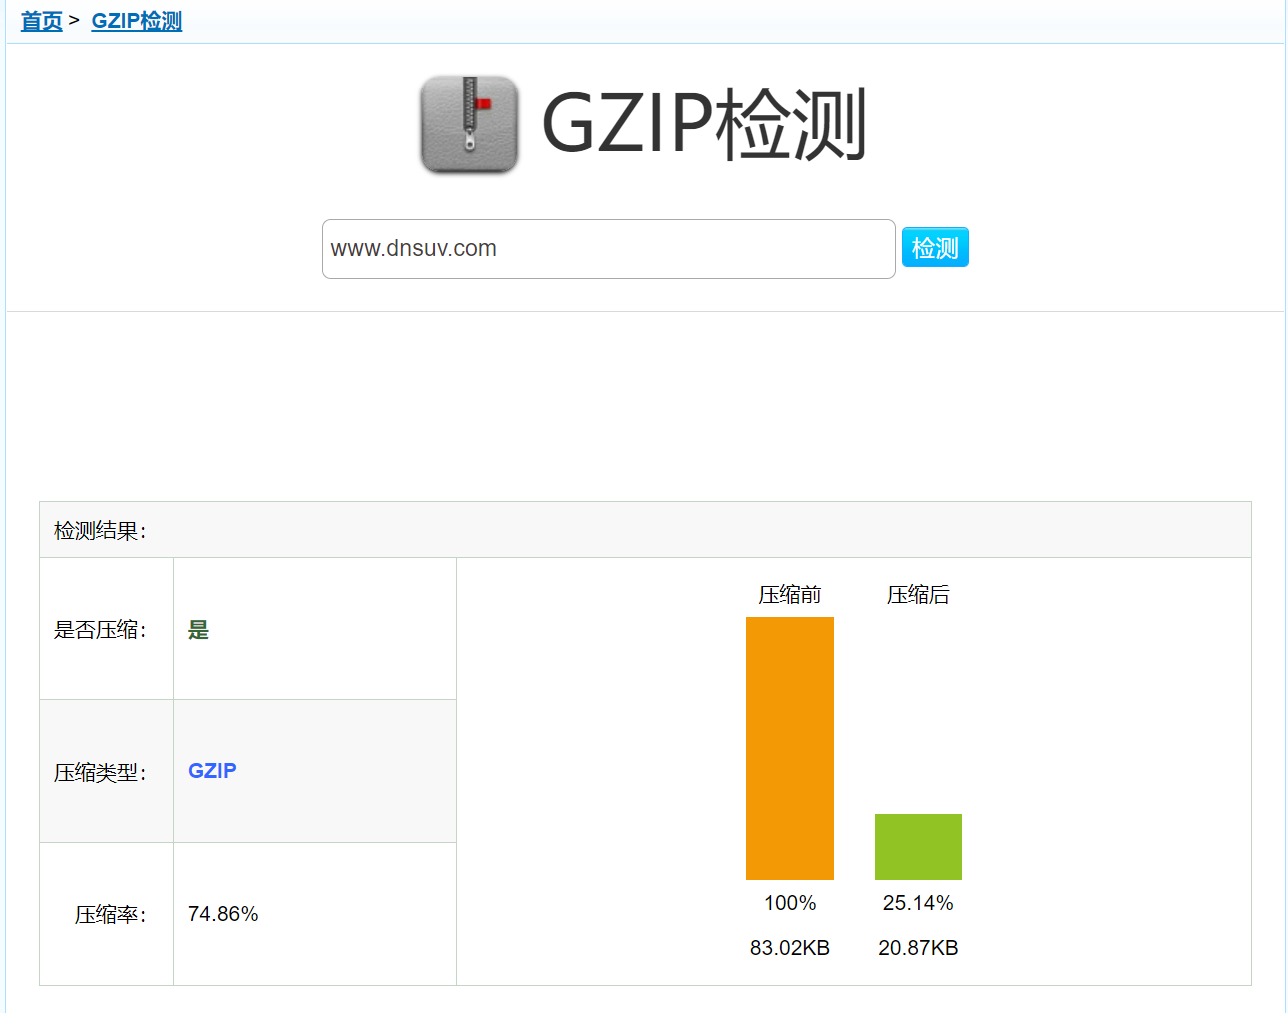 首页 > GZIP检测
GZIP检测
www.dnsuv.com 检测
检测结果：
压缩前 压缩后
是否压缩： 是
压缩类型： GZIP
压缩率： 74.86%
100% 25.14%
83.02KB 20.87KB